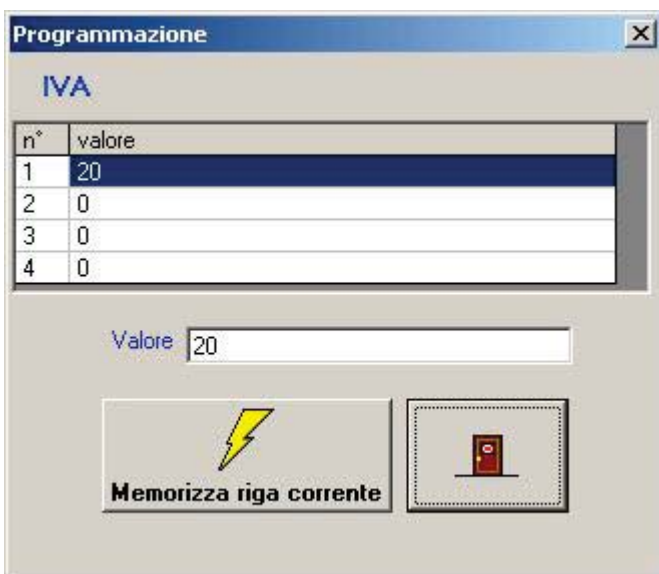 Programmazione
IVA
n° valore
1 20
2 0
3 0
4 0
Valore 20
Memorizza riga corrente